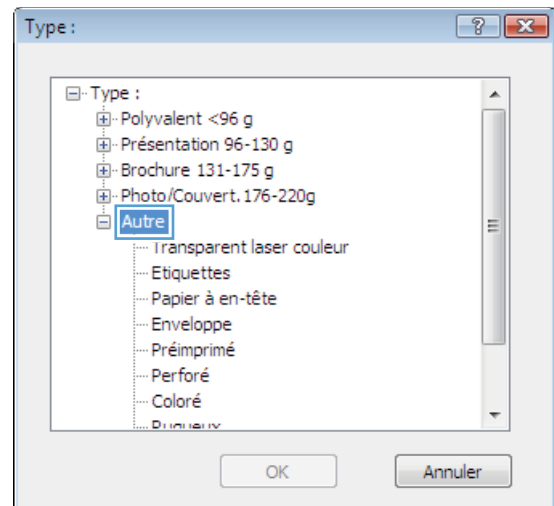 Type :
Type :
Polyvalent <96 g
Présentation 96-130 g
Brochure 131-175 g
Photo/Couvert. 176-220g
Autre
Transparent laser couleur
Etiquettes
Papier à en-tête
Enveloppe
Préimprimé
Perforé
Coloré
Rugueux
OK
Annuler